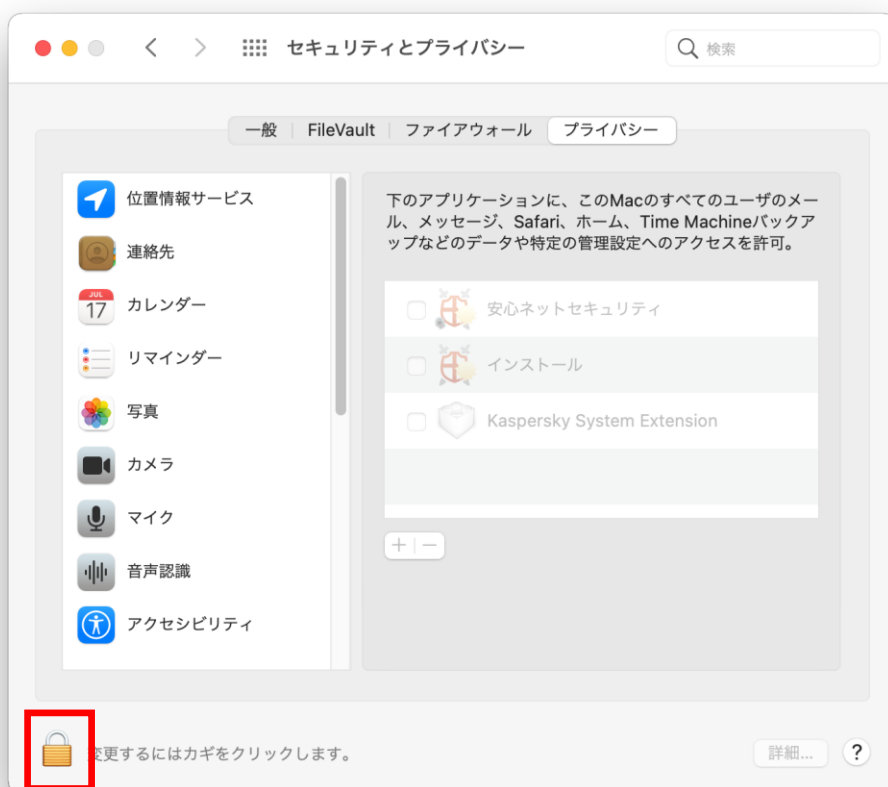 セキュリティとプライバシー
検索
一般
FileVault
ファイアウォール
プライバシー
位置情報サービス
連絡先
JUL
17
カレンダー
リマインダー
写真
カメラ
マイク
音声認識
アクセシビリティ
下のアプリケーションに、このMacのすべてのユーザのメー
ル、メッセージ、Safari、ホーム、Time Machineバックア
ップなどのデータや特定の管理設定へのアクセスを許可。
安心ネットセキュリティ
インストール
Kaspersky System Extension
変更するにはカギをクリックします。
詳細...
?